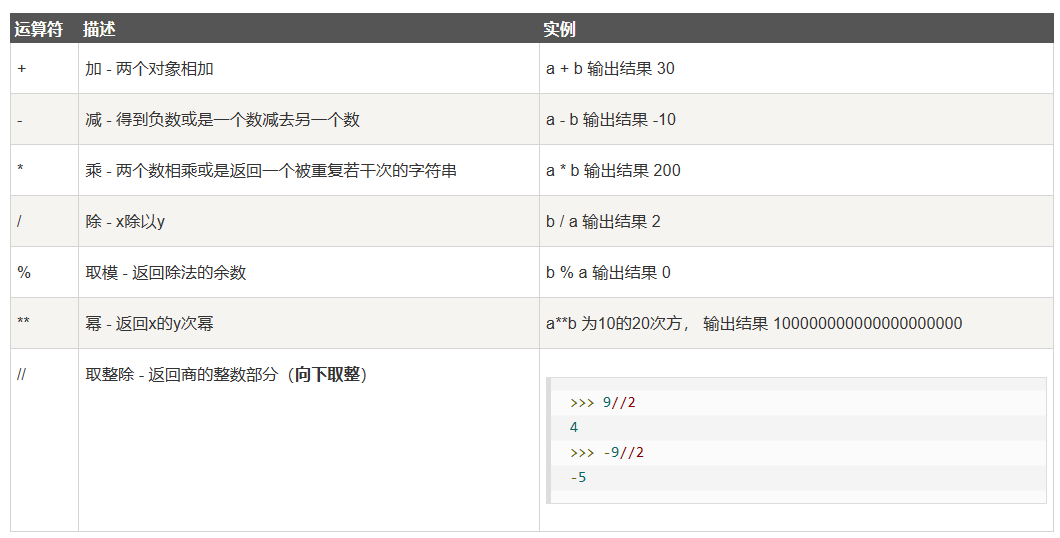 运算符 描述 实例
+ 加 - 两个对象相加 a + b 输出结果 30
- 减 - 得到负数或是一个数减去另一个数 a - b 输出结果 -10
* 乘 - 两个数相乘或是返回一个被重复若干次的字符串 a * b 输出结果 200
/ 除 - x除以y b / a 输出结果 2
% 取模 - 返回除法的余数 b % a 输出结果 0
** 幂 - 返回x的y次幂 a**b 为10的20次方， 输出结果 100000000000000000000
// 取整除 - 返回商的整数部分（向下取整）
>>> 9//2
4
>>> -9//2
-5